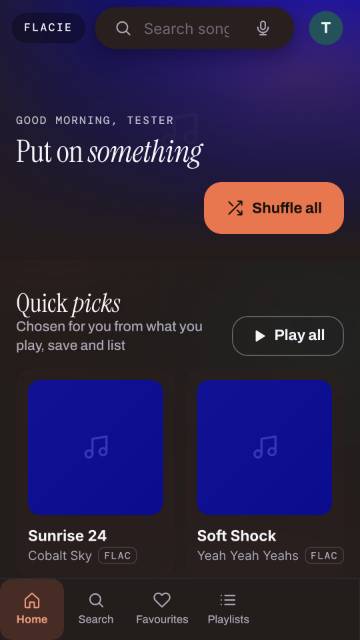 FLACIE
Search song
T
GOOD MORNING, TESTER
Put on something
Shuffle all
Quick picks
Chosen for you from what you
play, save and list
Play all
Sunrise 24
Cobalt Sky FLAC
Soft Shock
Yeah Yeah Yeahs FLAC
Home
Search
Favourites
Playlists